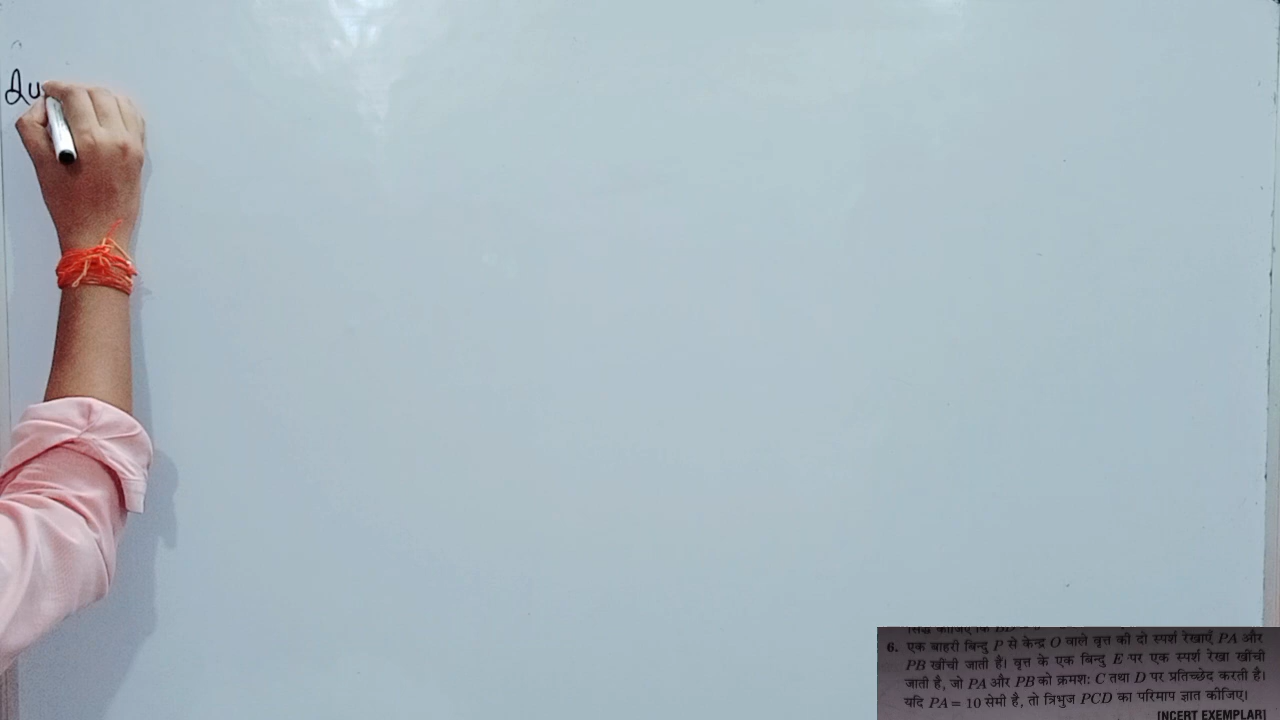 Qu
6. एक बाहरी बिन्दु P से केन्द्र O वाले वृत्त की दो स्पर्श रेखाएँ PA और
PB खींची जाती है। वृत्त के एक बिन्दु E पर एक स्पर्श रेखा खींची
जाती है, जो PA और PB को क्रमशः C तथा D पर प्रतिच्छेद करती है।
यदि PA = 10 सेमी है, तो त्रिभुज PCD का परिमाप ज्ञात कीजिए।
[NCERT EXEMPLAR]